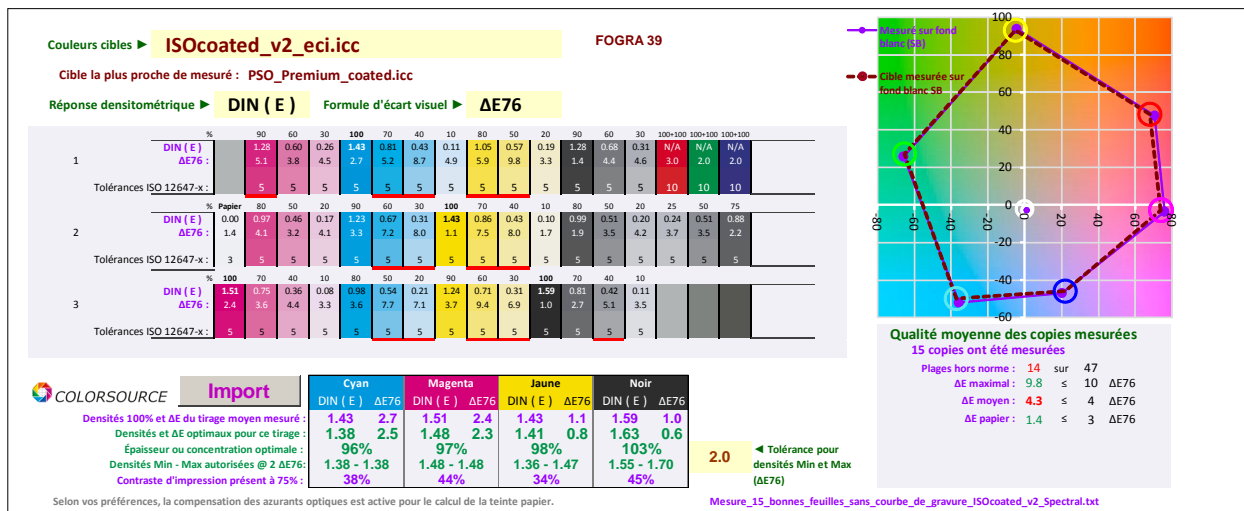 Couleurs cibles ► ISOcoated_v2_eci.icc FOGRA 39
Cible la plus proche de mesuré : PSO_Premium_coated.icc
Réponse densitométrique ► DIN ( E ) Formule d'écart visuel ► ΔE76
% 90 60 30 100 70 40 10 80 50 20 90 60 30 100+100 100+100 100+100
DIN ( E ) 1.28 0.60 0.26 1.43 0.81 0.43 0.11 1.05 0.57 0.19 1.28 0.68 0.31 N/A N/A N/A
1 ΔE76 : 5.1 3.8 4.5 2.7 5.2 8.7 4.9 5.9 9.8 3.3 1.4 4.4 4.6 3.0 2.0 2.0
Tolérances ISO 12647-x : 5 5 5 5 5 5 5 5 5 5 5 5 5 10 10 10
% Papier 80 50 20 90 60 30 100 70 40 10 80 50 20 25 50 75
DIN ( E ) 0.00 0.97 0.46 0.17 1.23 0.67 0.31 1.43 0.86 0.43 0.10 0.99 0.51 0.20 0.24 0.51 0.88
2 ΔE76 : 1.4 4.1 3.2 4.1 3.3 7.2 8.0 1.1 7.5 8.0 1.7 1.9 3.5 4.2 3.7 3.5 2.2
Tolérances ISO 12647-x : 3 5 5 5 5 5 5 5 5 5 5 5 5 5 5 5 5
% 100 70 40 10 80 50 20 90 60 30 100 70 40 10
DIN ( E ) 1.51 0.75 0.36 0.08 0.98 0.54 0.21 1.24 0.71 0.31 1.59 0.81 0.42 0.11
3 ΔE76 : 2.4 3.6 4.4 3.3 3.6 7.7 7.1 3.7 9.4 6.9 1.0 2.7 5.1 3.5
Tolérances ISO 12647-x : 5 5 5 5 5 5 5 5 5 5 5 5 5 5
COLORSOURCE Import
Cyan Magenta Jaune Noir
DIN ( E ) ΔE76 DIN ( E ) ΔE76 DIN ( E ) ΔE76 DIN ( E ) ΔE76
Densités 100% et ΔE du tirage moyen mesuré : 1.43 2.7 1.51 2.4 1.43 1.1 1.59 1.0
Densités et ΔE optimaux pour ce tirage : 1.38 2.5 1.48 2.3 1.41 0.8 1.63 0.6
Épaisseur ou concentration optimale : 96% 97% 98% 103%
Densités Min - Max autorisées @ 2 ΔE76: 1.38 - 1.38 1.48 - 1.48 1.36 - 1.47 1.55 - 1.70
Contraste d'impression présent à 75% : 38% 44% 34% 45%
2.0 ◄ Tolérance pour
densités Min et Max
(ΔE76)
Selon vos préférences, la compensation des azurants optiques est active pour le calcul de la teinte papier.
Mesure_15_bonnes_feuilles_sans_courbe_de_gravure_ISOcoated_v2_Spectral.txt
Mesuré sur fond
blanc (SB)
Cible mesurée sur
fond blanc SB
100
80
60
40
20
0
-20
-40
-60
-80 -60 -40 -20 0 20 40 60 80
Qualité moyenne des copies mesurées
15 copies ont été mesurées
Plages hors norme : 14 sur 47
ΔE maximal : 9.8 ≤ 10 ΔE76
ΔE moyen : 4.3 ≤ 4 ΔE76
ΔE papier : 1.4 ≤ 3 ΔE76